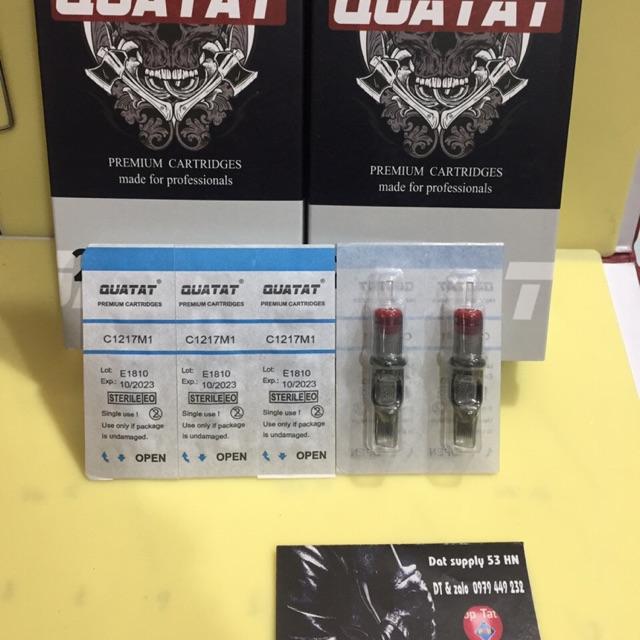 QUATAT
PREMIUM CARTRIDGES
made for professionals
QUATAT
PREMIUM CARTRIDGES
made for professionals
QUATAT®
PREMIUM CARTRIDGES
C1217M1
Lot: E1810
Exp.: 10/2023
STERILE EO
Single use !
Use only if package
is undamaged.
OPEN
QUATAT®
PREMIUM CARTRIDGES
C1217M1
Lot: E1810
Exp.: 10/2023
STERILE EO
Single use !
Use only if package
is undamaged.
OPEN
QUATAT®
PREMIUM CARTRIDGES
C1217M1
Lot: E1810
Exp.: 10/2023
STERILE EO
Single use !
Use only if package
is undamaged.
OPEN
Dat supply 53 HN
DT & zalo 0979 449 232